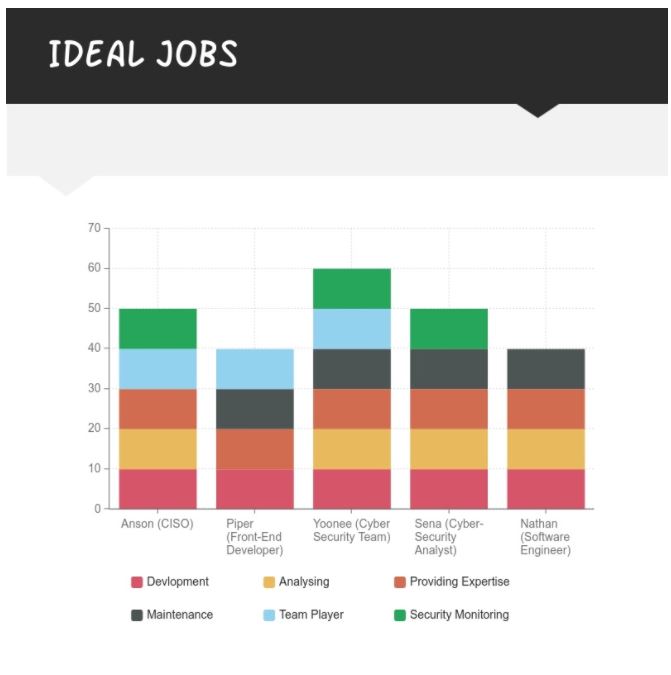 IDEAL JOBS
70
60
50
40
30
20
10
0
Anson (CISO)
Piper
(Front-End
Developer)
Yoonee (Cyber
Security Team)
Sena (Cyber-
Security
Analyst)
Nathan
(Software
Engineer)
Devlopment
Analysing
Providing Expertise
Maintenance
Team Player
Security Monitoring